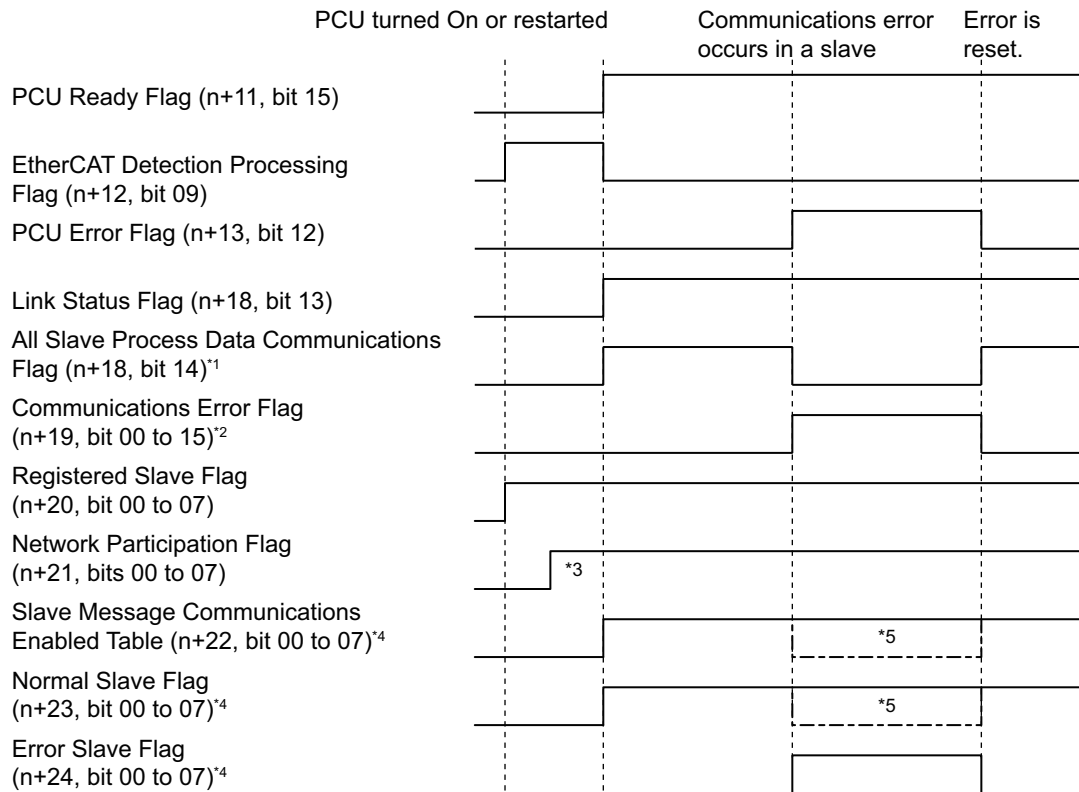 PCU turned On or restarted
Communications error
occurs in a slave
Error is
reset.
PCU Ready Flag (n+11, bit 15)
EtherCAT Detection Processing
Flag (n+12, bit 09)
PCU Error Flag (n+13, bit 12)
Link Status Flag (n+18, bit 13)
All Slave Process Data Communications
Flag (n+18, bit 14)*1
Communications Error Flag
(n+19, bit 00 to 15)*2
Registered Slave Flag
(n+20, bit 00 to 07)
Network Participation Flag
(n+21, bits 00 to 07)
*3
Slave Message Communications
Enabled Table (n+22, bit 00 to 07)*4
*5
Normal Slave Flag
(n+23, bit 00 to 07)*4
*5
Error Slave Flag
(n+24, bit 00 to 07)*4